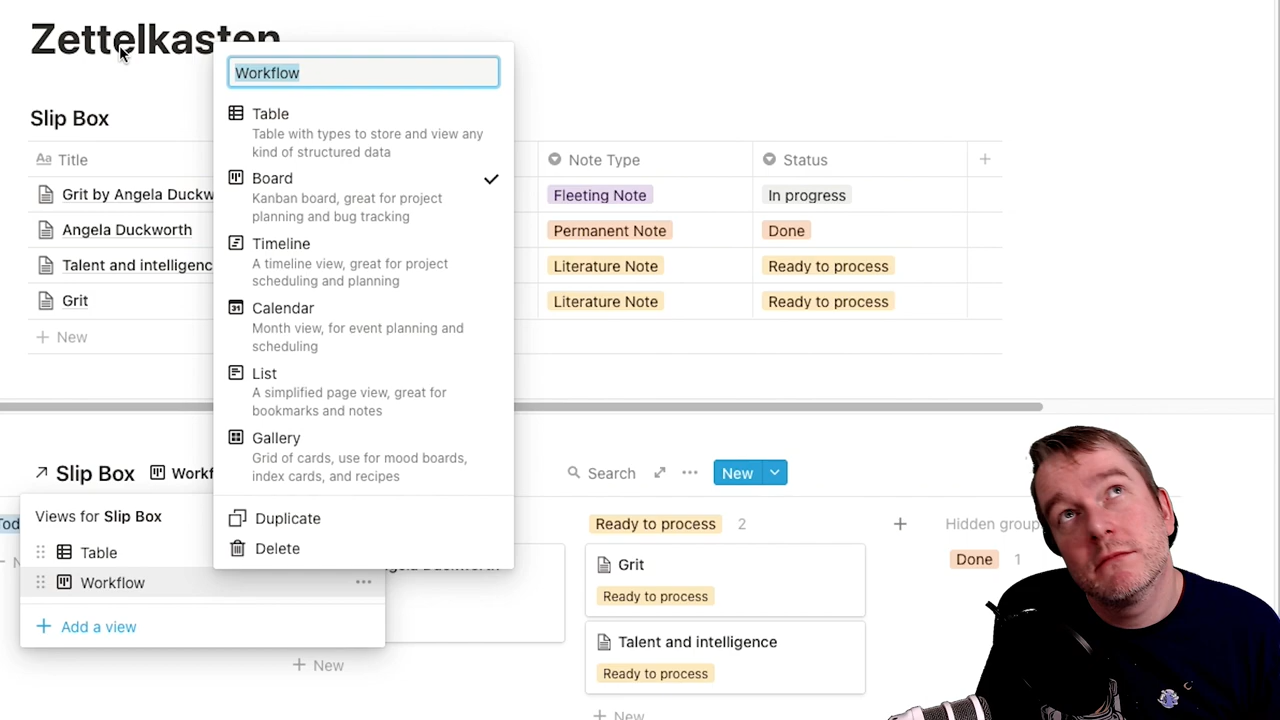 Zettelkasten
Workflow
Slip Box
Table
Table with types to store and view any
kind of structured data
Board
Kanban board, great for project
planning and bug tracking
Timeline
A timeline view, great for project
scheduling and planning
Calendar
Month view, for event planning and
scheduling
List
A simplified page view, great for
bookmarks and notes
Gallery
Grid of cards, use for mood boards,
index cards, and recipes
Duplicate
Delete
Aa Title
Note Type
Status
Grit by Angela Duckw
Fleeting Note
In progress
Angela Duckworth
Permanent Note
Done
Talent and intelligenc
Literature Note
Ready to process
Grit
Literature Note
Ready to process
+ New
Slip Box
Workf
Search
New
Tod
Views for Slip Box
Table
Workflow
+ Add a view
+ New
Ready to process 2
Grit
Ready to process
Talent and intelligence
Ready to process
+ New
Hidden group
Done 1